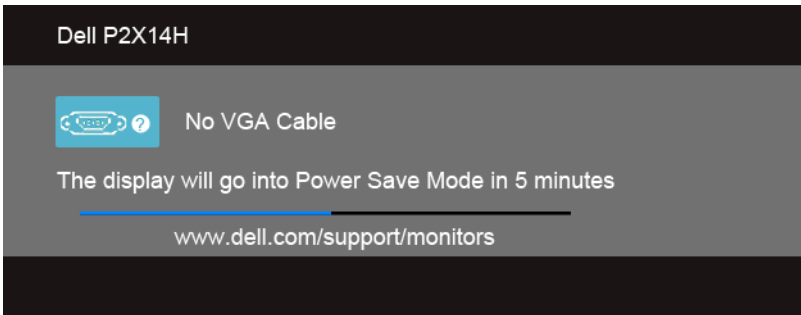 Dell P2X14H
? No VGA Cable
The display will go into Power Save Mode in 5 minutes
www.dell.com/support/monitors